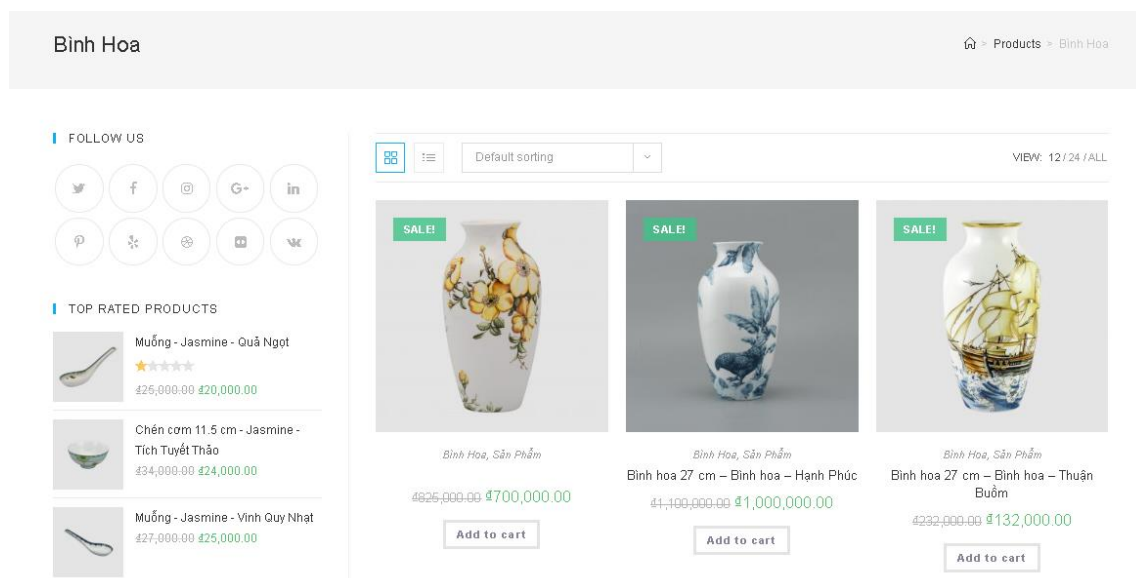 Bình Hoa
> Products > Bình Hoa
FOLLOW US
TOP RATED PRODUCTS
Muỗng - Jasmine - Quả Ngọt
₫25,000.00 ₫20,000.00
Chén cơm 11.5 cm - Jasmine -
Tích Tuyết Thảo
₫34,000.00 ₫24,000.00
Muỗng - Jasmine - Vinh Quy Nhạt
₫27,000.00 ₫25,000.00
Default sorting
VIEW: 12 / 24 / ALL
SALE!
Bình Hoa, Sản Phẩm
₫825,000.00 ₫700,000.00
Add to cart
SALE!
Bình Hoa, Sản Phẩm
Bình hoa 27 cm – Bình hoa – Hạnh Phúc
₫1,100,000.00 ₫1,000,000.00
Add to cart
SALE!
Bình Hoa, Sản Phẩm
Bình hoa 27 cm – Bình hoa – Thuận
Buồm
₫232,000.00 ₫132,000.00
Add to cart